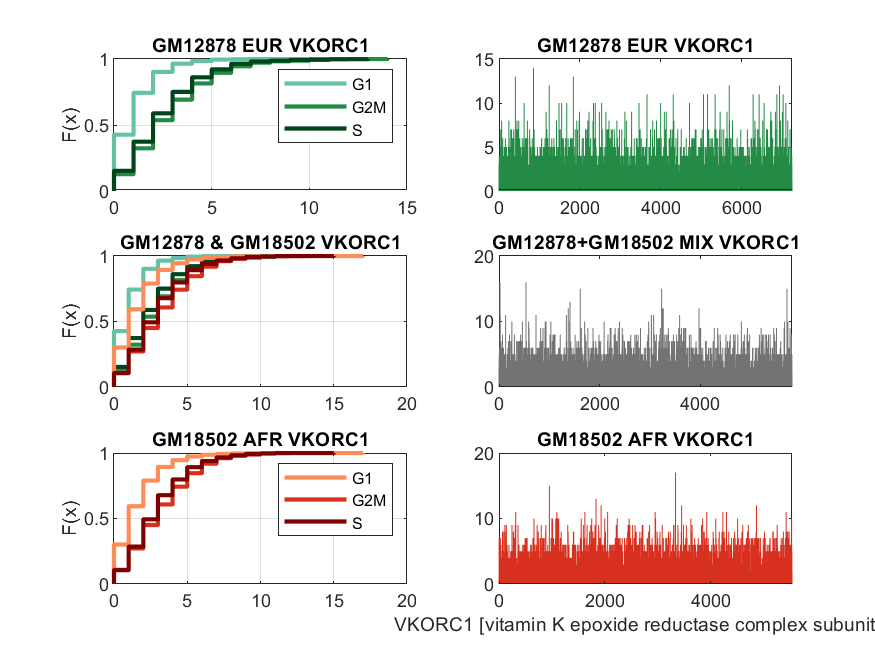 GM12878 EUR VKORC1
F(x)
1
0.5
0
0 5 10 15
G1
G2M
S
GM12878 EUR VKORC1
15
10
5
0
0 2000 4000 6000
GM12878 & GM18502 VKORC1
F(x)
1
0.5
0
0 5 10 15 20
GM12878+GM18502 MIX VKORC1
20
10
0
0 2000 4000
GM18502 AFR VKORC1
F(x)
1
0.5
0
0 5 10 15 20
G1
G2M
S
GM18502 AFR VKORC1
20
10
0
0 2000 4000
VKORC1 [vitamin K epoxide reductase complex subunit